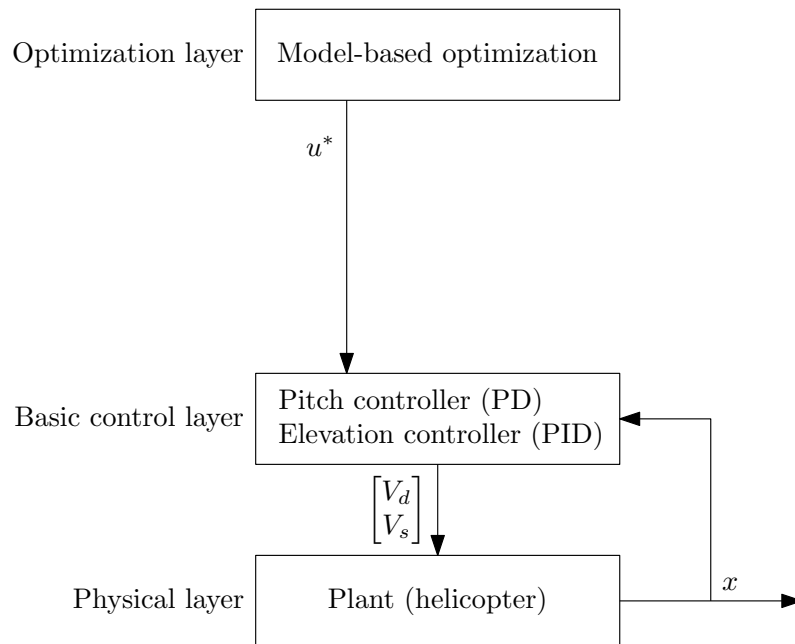 Optimization layer
Model-based optimization
u*
Basic control layer
Pitch controller (PD)
Elevation controller (PID)
V_d
V_s
Physical layer
Plant (helicopter)
x